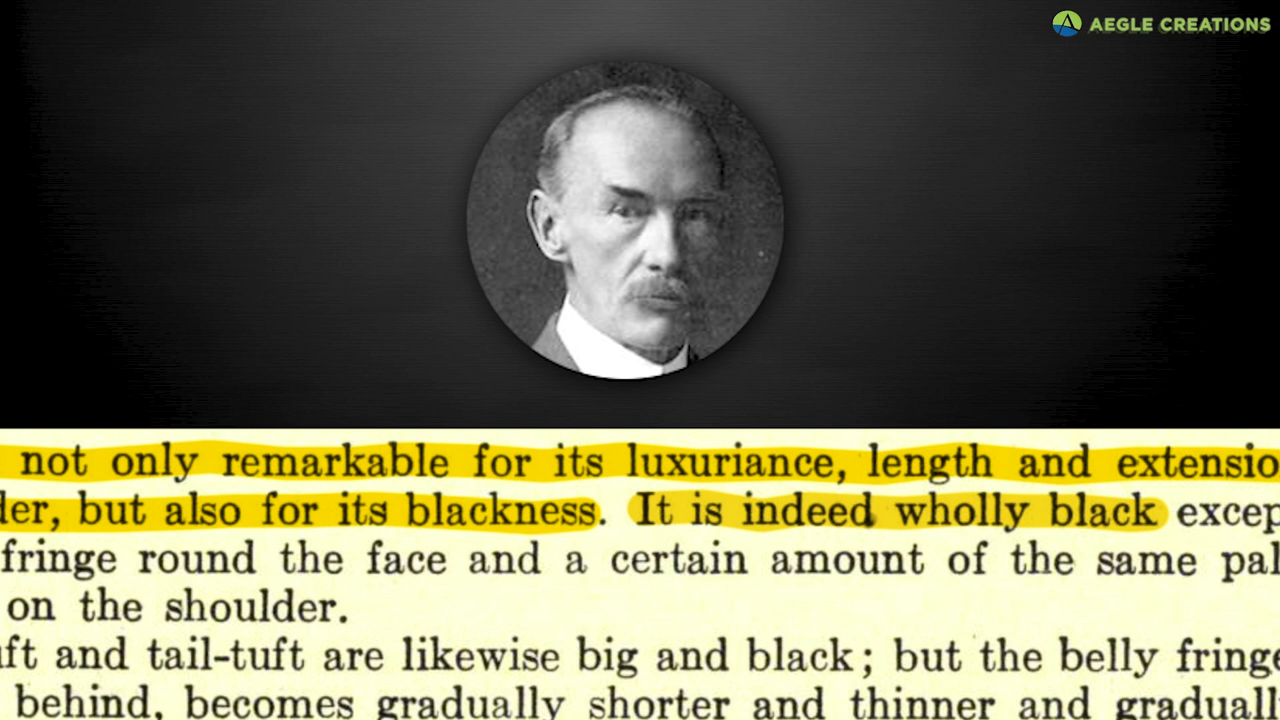 AEGLE CREATIONS
not only remarkable for its luxuriance, length and extensio
der, but also for its blackness. It is indeed wholly black excep
fringe round the face and a certain amount of the same pal
on the shoulder.
uft and tail-tuft are likewise big and black; but the belly fringe
behind, becomes gradually shorter and thinner and graduall